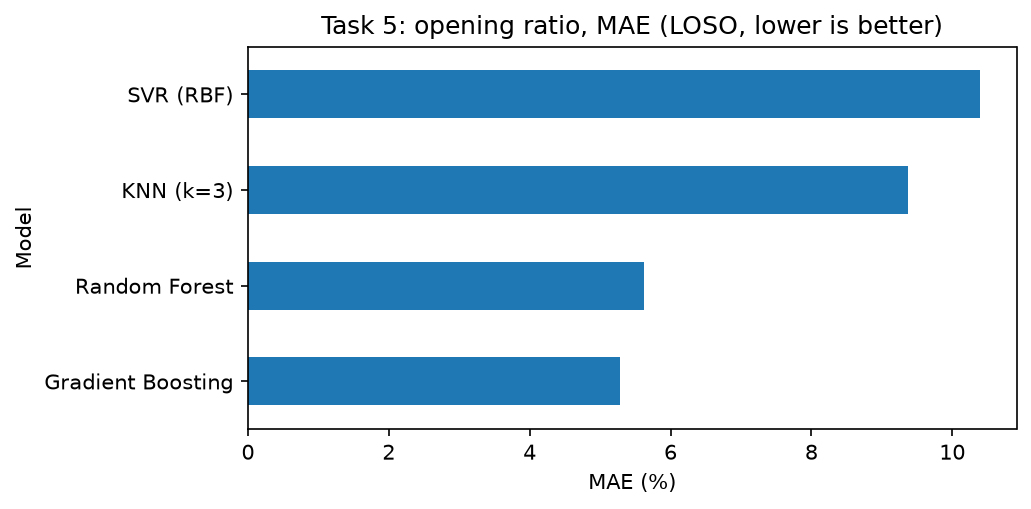 Task 5: opening ratio, MAE (LOSO, lower is better)
Model
SVR (RBF)
KNN (k=3)
Random Forest
Gradient Boosting
0 2 4 6 8 10
MAE (%)